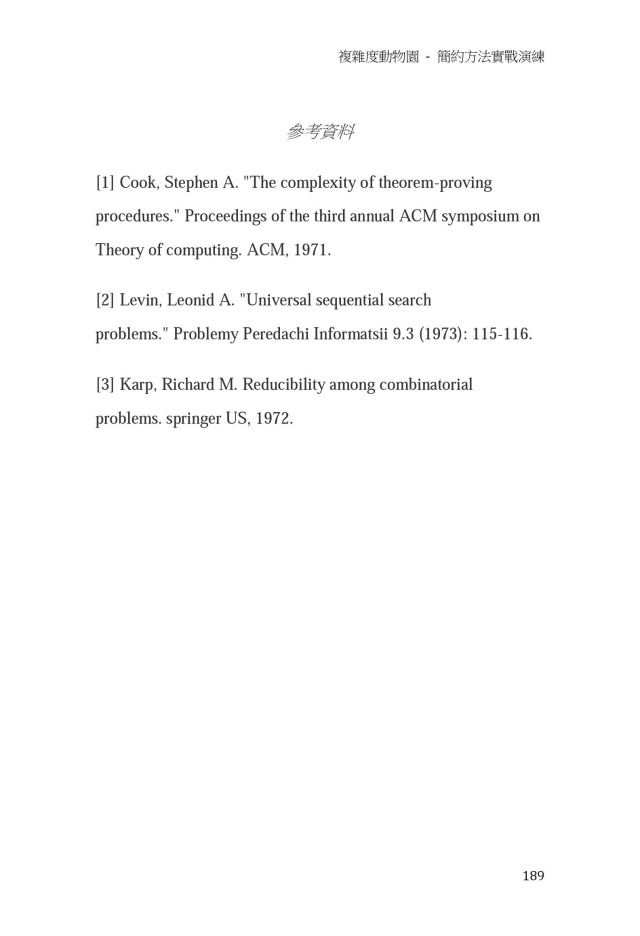 複雜度動物園 - 簡約方法實戰演練
參考資料
[1] Cook, Stephen A. "The complexity of theorem-proving
procedures." Proceedings of the third annual ACM symposium on
Theory of computing. ACM, 1971.
[2] Levin, Leonid A. "Universal sequential search
problems." Problemy Peredachi Informatsii 9.3 (1973): 115-116.
[3] Karp, Richard M. Reducibility among combinatorial
problems. springer US, 1972.
189